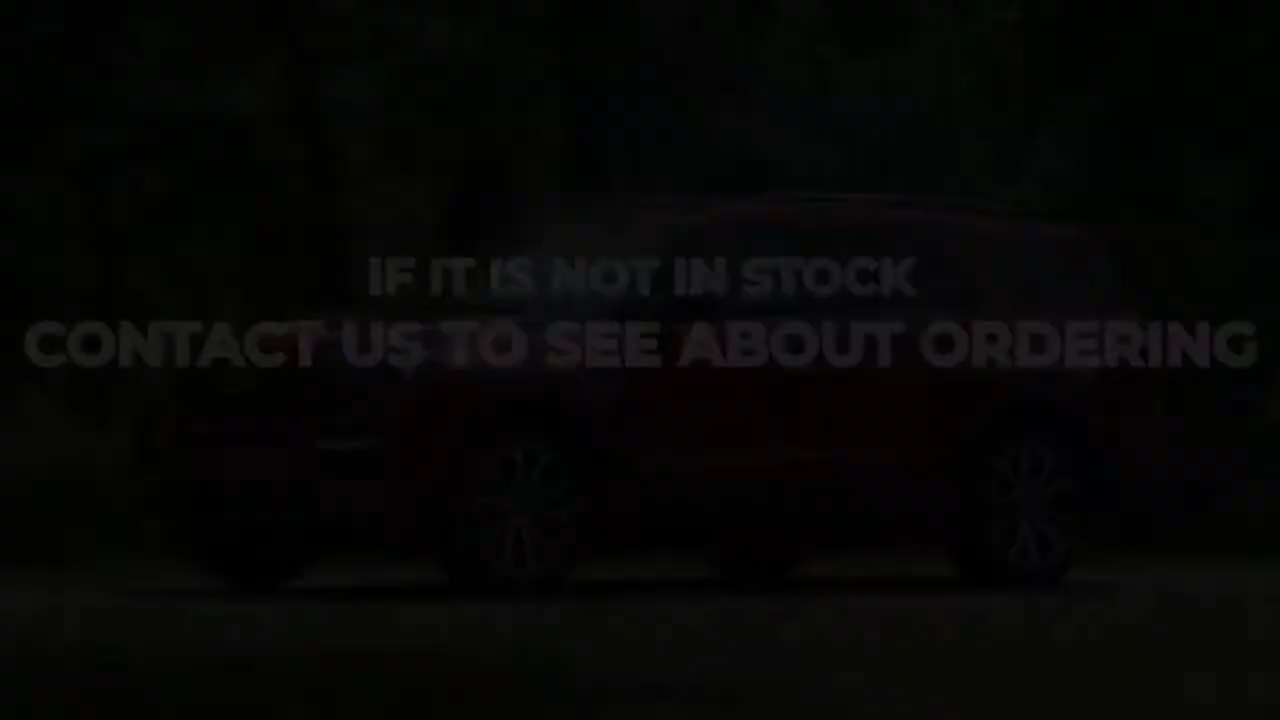 IF IT IS NOT IN STOCK
CONTACT US TO SEE ABOUT ORDERING